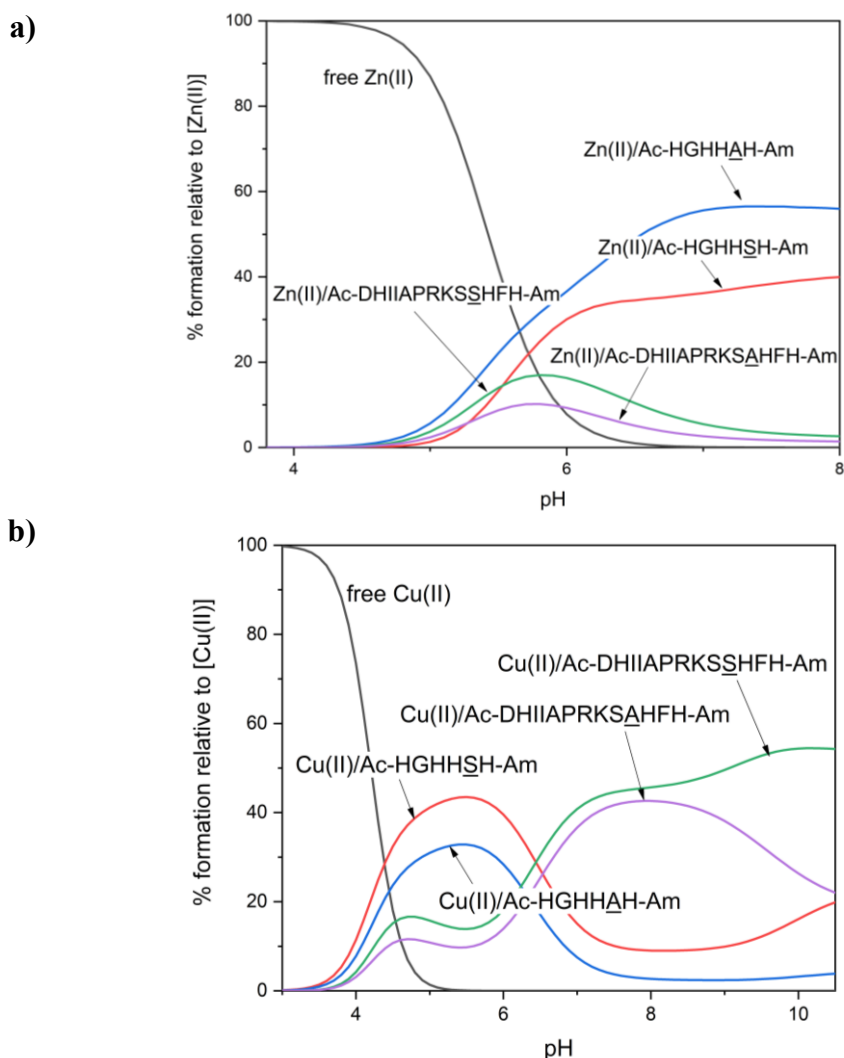 a)
% formation relative to [Zn(II)]
100
80
60
40
20
0
free Zn(II)
Zn(II)/Ac-HGHHAH-Am
Zn(II)/Ac-HGHHSH-Am
Zn(II)/Ac-DHIIAPRKSSHFH-Am
Zn(II)/Ac-DHIIAPRKSAHFH-Am
4
6
8
pH
b)
% formation relative to [Cu(II)]
100
80
60
40
20
0
free Cu(II)
Cu(II)/Ac-DHIIAPRKSSHFH-Am
Cu(II)/Ac-DHIIAPRKSAHFH-Am
Cu(II)/Ac-HGHHSH-Am
Cu(II)/Ac-HGHHAH-Am
4
6
8
10
pH